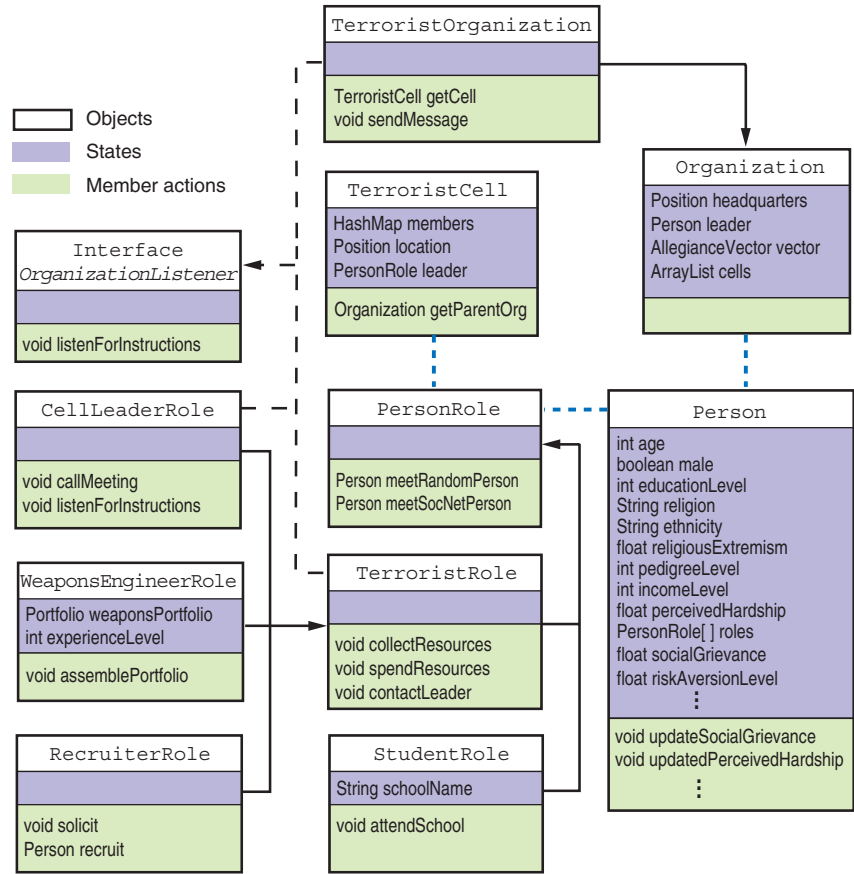 TerroristOrganization
TerroristCell getCell
void sendMessage
Objects
States
Member actions
Organization
Position headquarters
Person leader
AllegianceVector vector
ArrayList cells
TerroristCell
HashMap members
Position location
PersonRole leader
Organization getParentOrg
Interface
OrganizationListener
void listenForInstructions
CellLeaderRole
void callMeeting
void listenForInstructions
PersonRole
Person meetRandomPerson
Person meetSocNetPerson
Person
int age
boolean male
int educationLevel
String religion
String ethnicity
float religiousExtremism
int pedigreeLevel
int incomeLevel
float perceivedHardship
PersonRole[ ] roles
float socialGrievance
float riskAversionLevel
⋮
void updateSocialGrievance
void updatedPerceivedHardship
⋮
WeaponsEngineerRole
Portfolio weaponsPortfolio
int experienceLevel
void assemblePortfolio
TerroristRole
void collectResources
void spendResources
void contactLeader
RecruiterRole
void solicit
Person recruit
StudentRole
String schoolName
void attendSchool